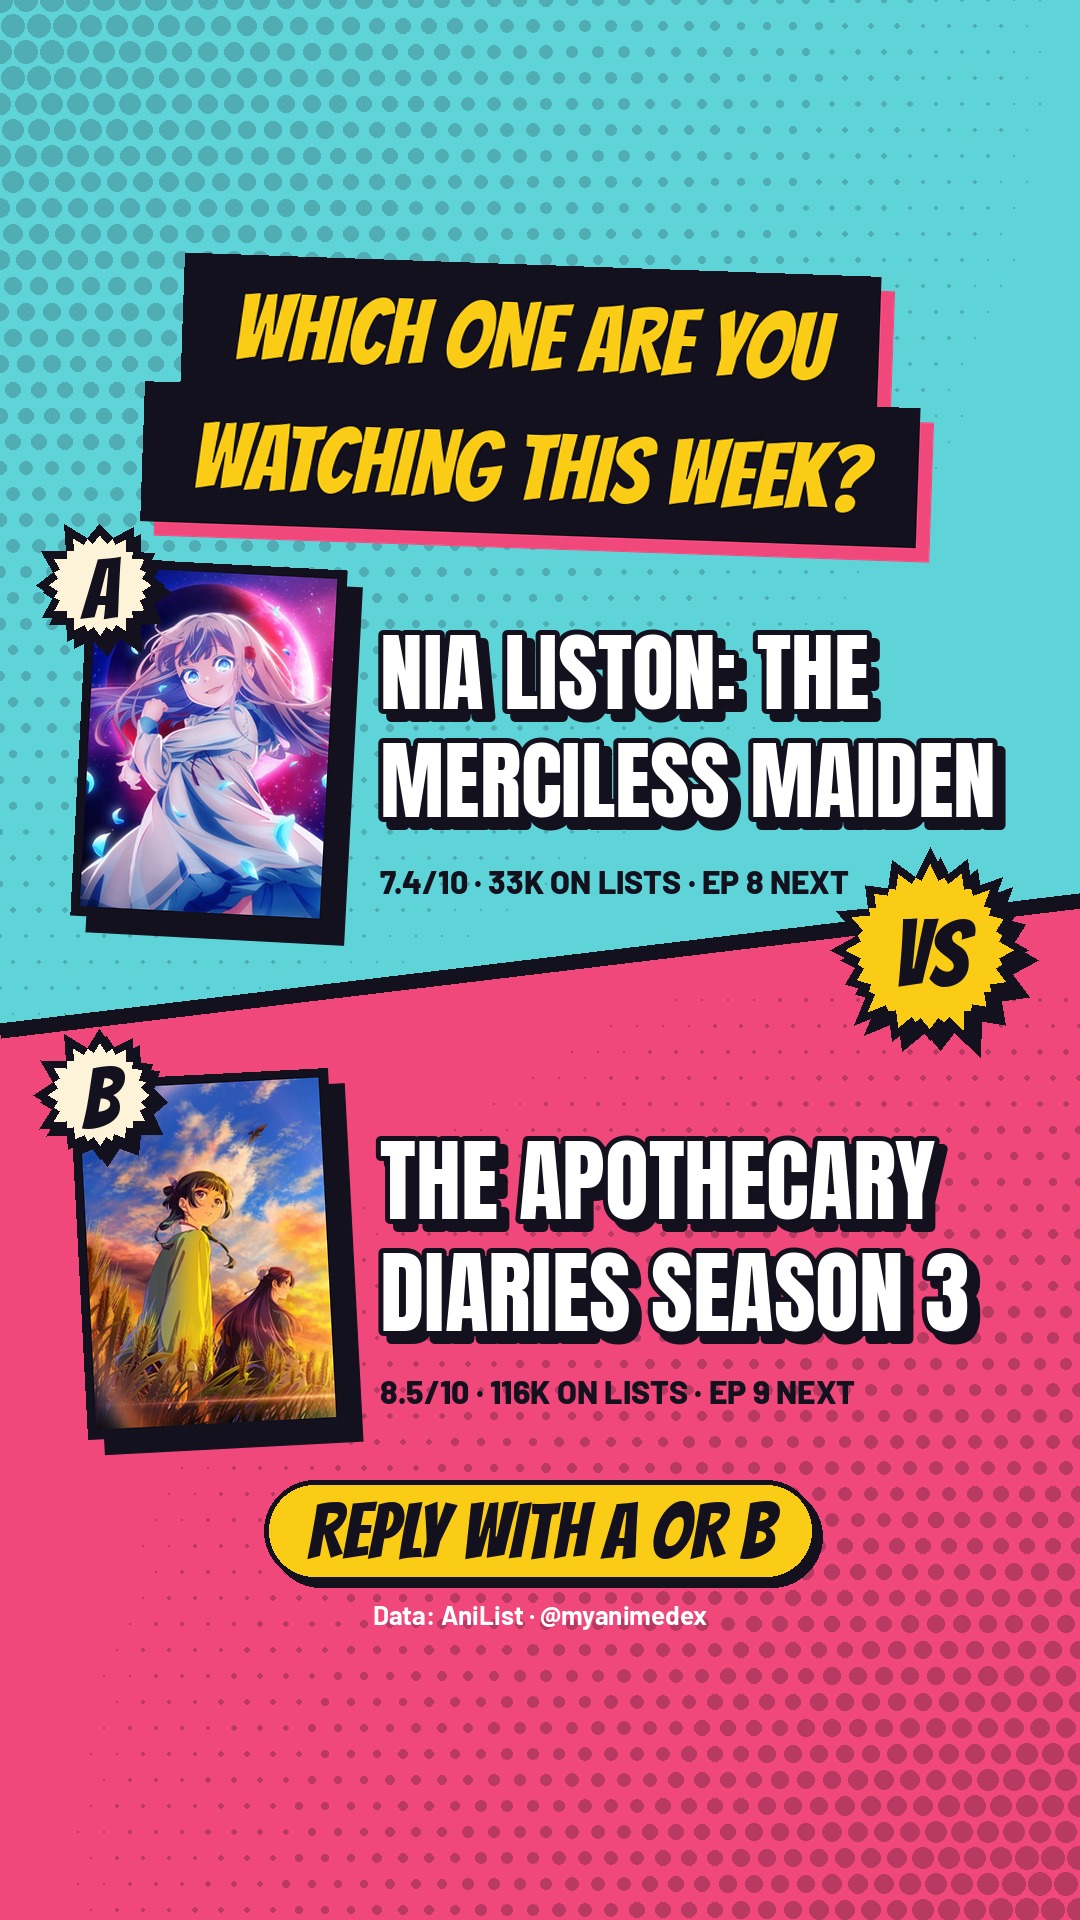 WHICH ONE ARE YOU
WATCHING THIS WEEK?
A
NIA LISTON: THE
MERCILESS MAIDEN
7.4/10 · 33K ON LISTS · EP 8 NEXT
VS
B
THE APOTHECARY
DIARIES SEASON 3
8.5/10 · 116K ON LISTS · EP 9 NEXT
REPLY WITH A OR B
Data: AniList · @myanimedex